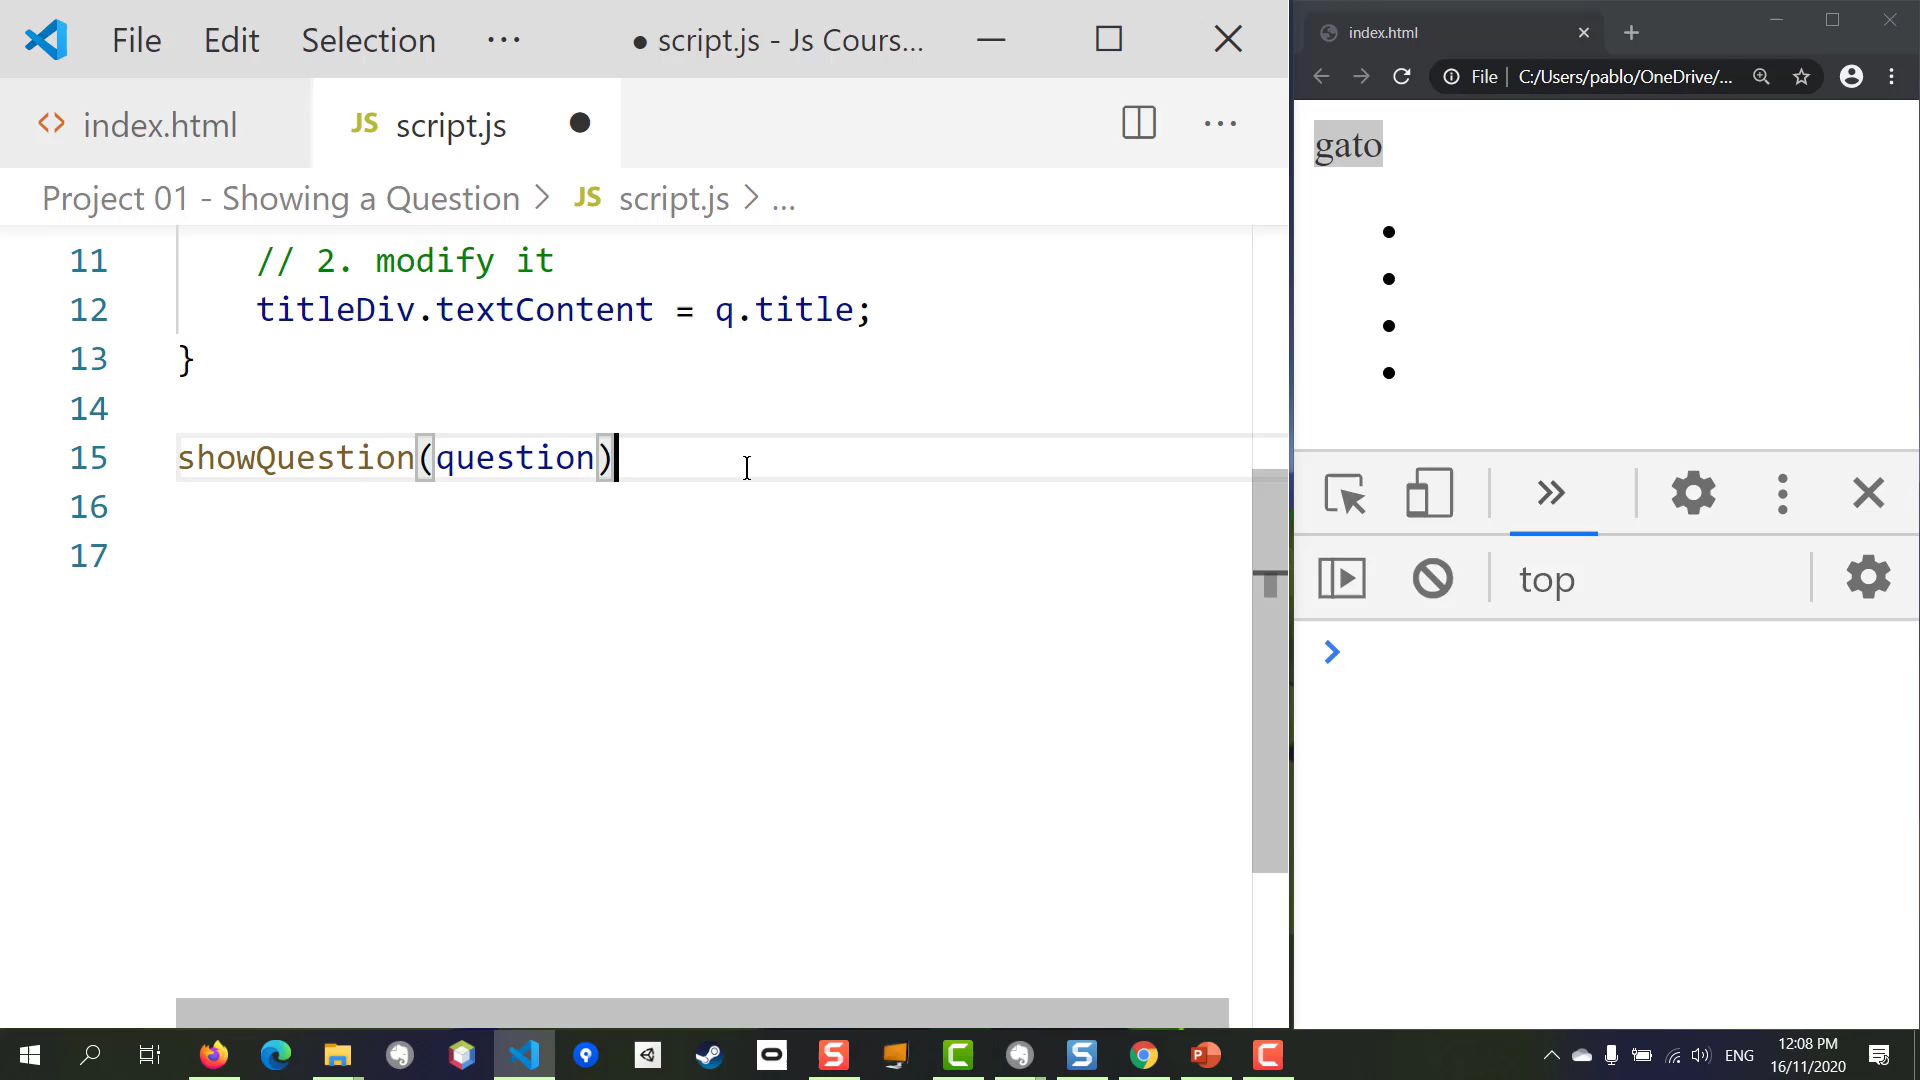 File Edit Selection ··· ● script.js - Js Cours...
index.html
JS script.js ●
Project 01 - Showing a Question > JS script.js > ...
11 // 2. modify it
12 titleDiv.textContent = q.title;
13 }
14
15 showQuestion(question)
16
17
index.html
File C:/Users/pablo/OneDrive/...
gato
top
ENG
12:08 PM
16/11/2020